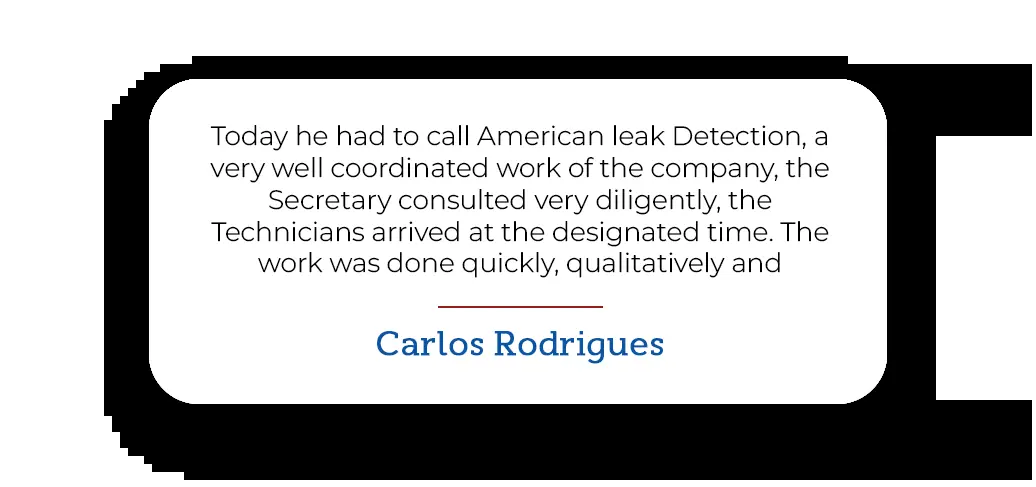 Today he had to call American leak Detection, a
very well coordinated work of the company, the
Secretary consulted very diligently, the
Technicians arrived at the designated time. The
work was done quickly, qualitatively and
Carlos Rodrigues